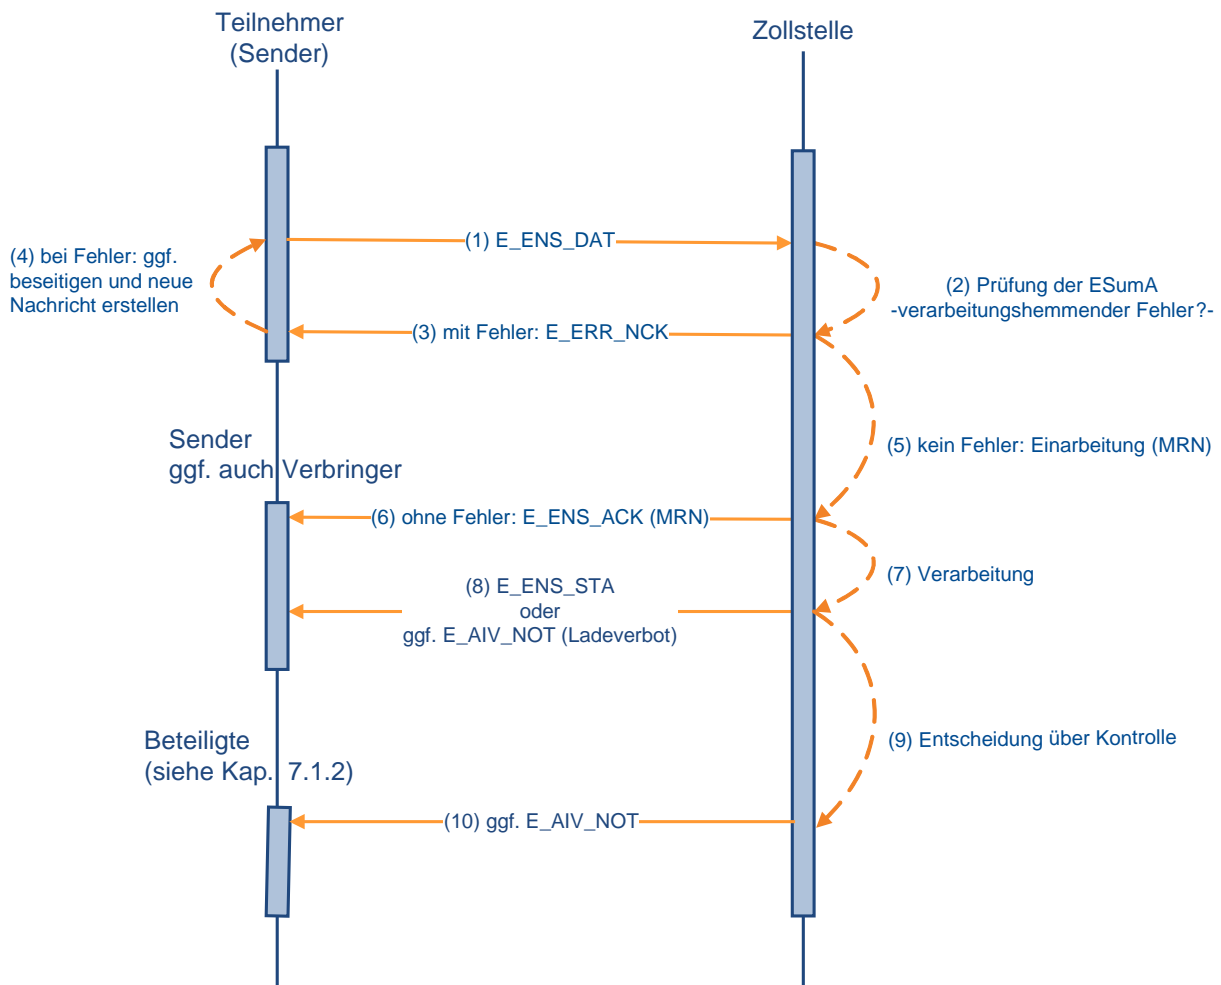 Teilnehmer
(Sender)
Zollstelle
(1) E_ENS_DAT
(4) bei Fehler: ggf.
beseitigen und neue
Nachricht erstellen
(2) Prüfung der ESumA
-verarbeitungshemmender Fehler?-
(3) mit Fehler: E_ERR_NCK
Sender
ggf. auch Verbringer
(5) kein Fehler: Einarbeitung (MRN)
(6) ohne Fehler: E_ENS_ACK (MRN)
(7) Verarbeitung
(8) E_ENS_STA
oder
ggf. E_AIV_NOT (Ladeverbot)
Beteiligte
(siehe Kap. 7.1.2)
(9) Entscheidung über Kontrolle
(10) ggf. E_AIV_NOT